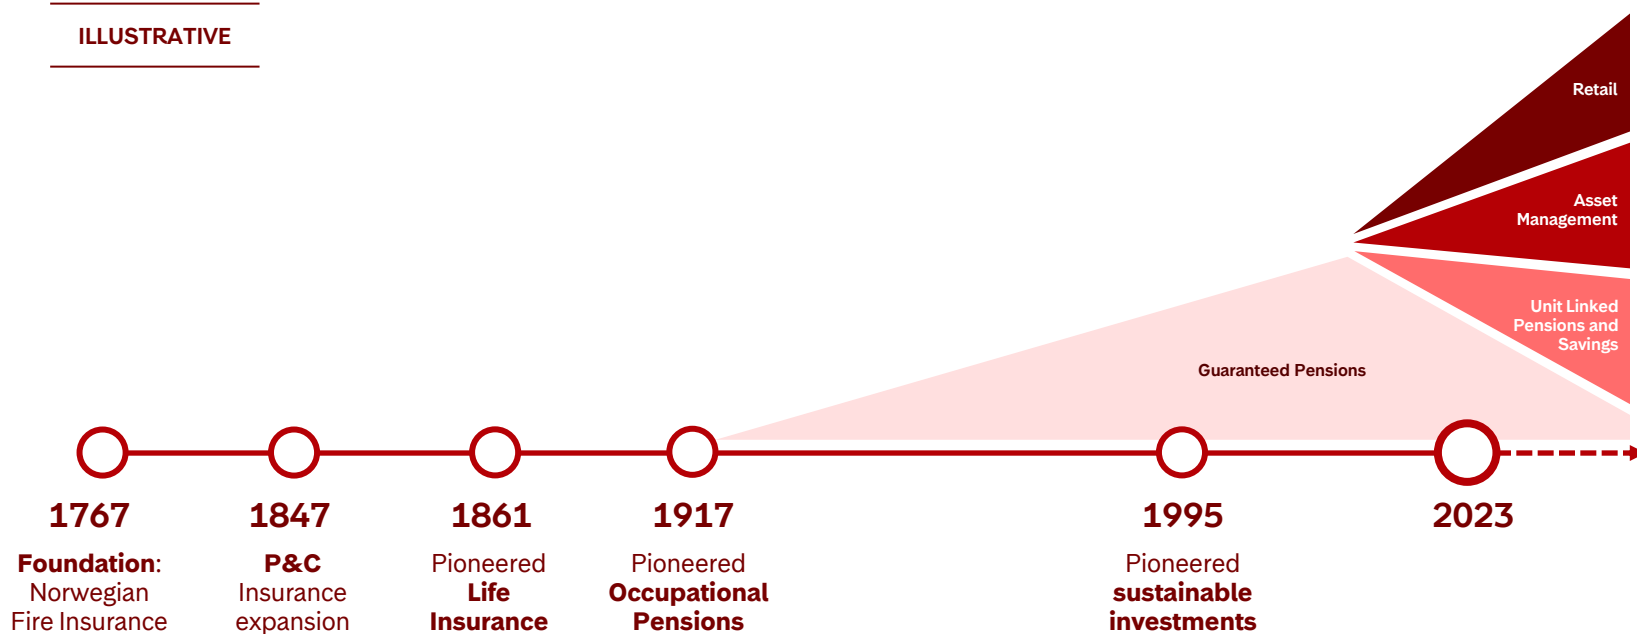 ILLUSTRATIVE
Retail
Asset
Management
Unit Linked
Pensions and
Savings
Guaranteed Pensions
1767
Foundation:
Norwegian
Fire Insurance
1847
P&C
Insurance
expansion
1861
Pioneered
Life
Insurance
1917
Pioneered
Occupational
Pensions
1995
Pioneered
sustainable
investments
2023